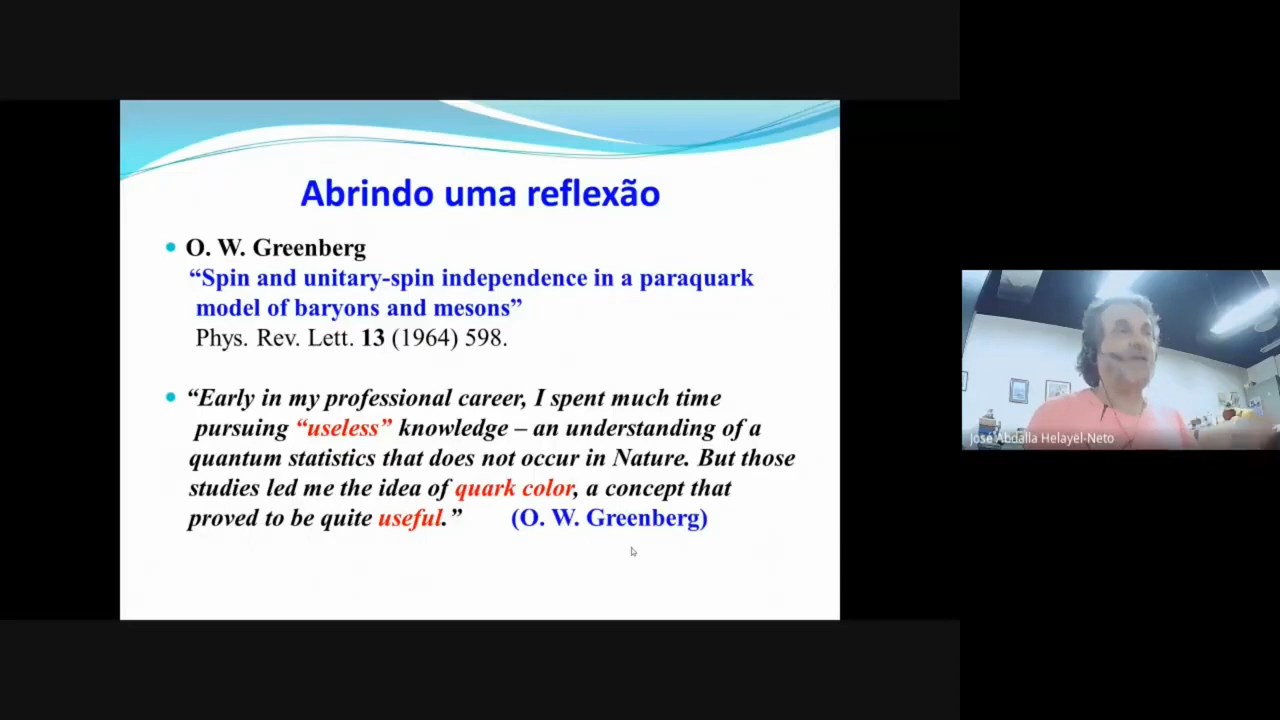 Abrindo uma reflexão
• O. W. Greenberg
“Spin and unitary-spin independence in a paraquark
model of baryons and mesons”
Phys. Rev. Lett. 13 (1964) 598.
• “Early in my professional career, I spent much time
pursuing “useless” knowledge – an understanding of a
quantum statistics that does not occur in Nature. But those
studies led me the idea of quark color, a concept that
proved to be quite useful.” (O. W. Greenberg)
José Abdalla Helayël-Neto